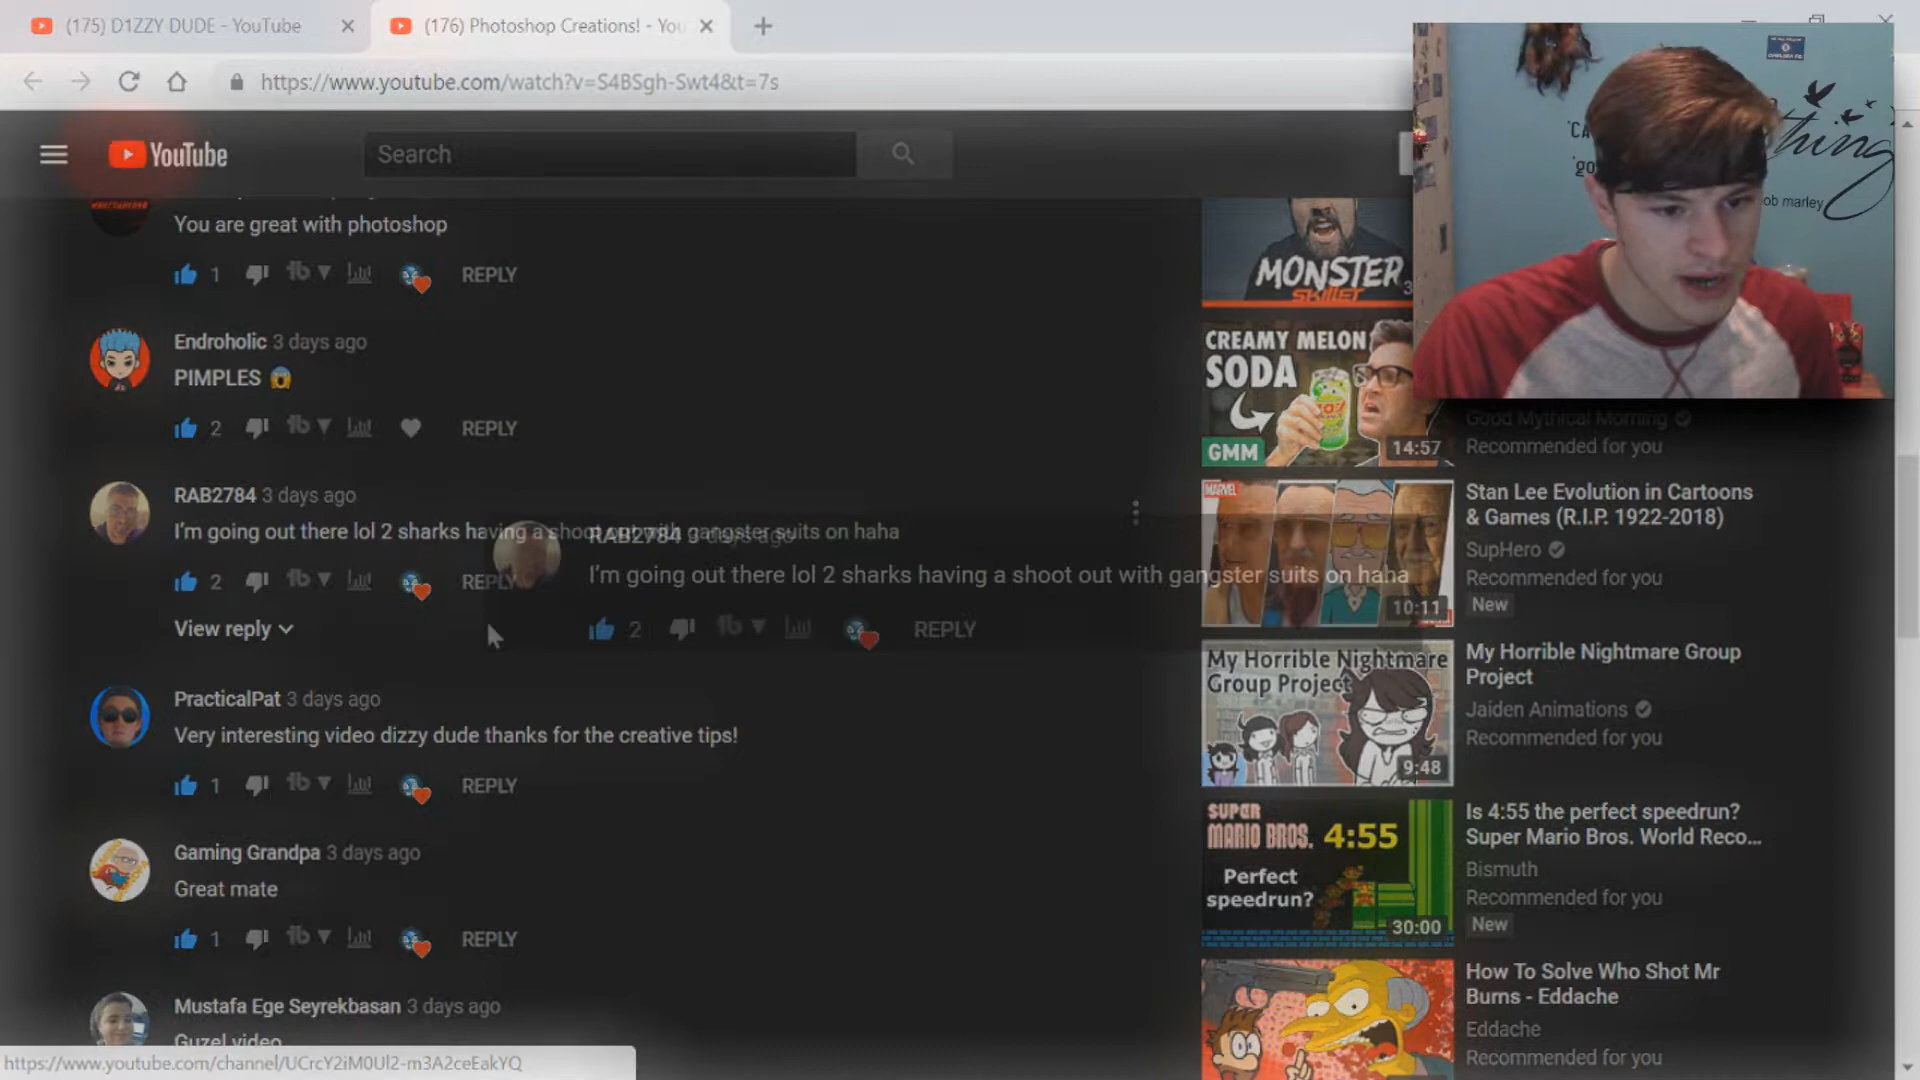 (175) D1ZZY DUDE - YouTube
(176) Photoshop Creations! - You
https://www.youtube.com/watch?v=S4BSgh-Swt4&t=7s
YouTube
Search
You are great with photoshop
1 REPLY
Endroholic 3 days ago
PIMPLES 😱
2 REPLY
RAB2784 3 days ago
I'm going out there lol 2 sharks having a shoot out with gangster suits on haha
2 REPLY
View reply
RAB2784 3 days ago
I'm going out there lol 2 sharks having a shoot out with gangster suits on haha
2 REPLY
PracticalPat 3 days ago
Very interesting video dizzy dude thanks for the creative tips!
1 REPLY
Gaming Grandpa 3 days ago
Great mate
1 REPLY
Mustafa Ege Seyrekbasan 3 days ago
Guzel video
https://www.youtube.com/channel/UCrcY2iM0Ul2-m3A2ceEakYQ
MONSTER
SKILLET
CREAMY MELON
SODA
GMM
14:57
Good Mythical Morning
Recommended for you
MARVEL
10:11
Stan Lee Evolution in Cartoons
& Games (R.I.P. 1922-2018)
SupHero
Recommended for you
New
My Horrible Nightmare
Group Project
9:48
My Horrible Nightmare Group
Project
Jaiden Animations
Recommended for you
SUPER
MARIO BROS. 4:55
Perfect
speedrun?
30:00
Is 4:55 the perfect speedrun?
Super Mario Bros. World Reco...
Bismuth
Recommended for you
New
How To Solve Who Shot Mr
Burns - Eddache
Eddache
Recommended for you
thing
ob marley